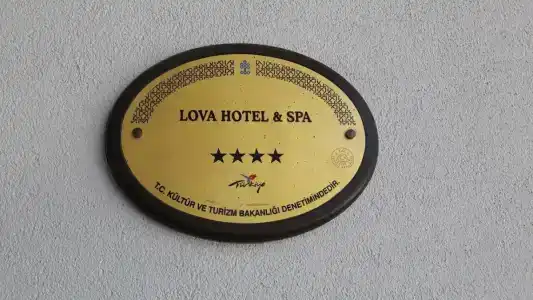 LOVA HOTEL & SPA
★★★★
Türkiye
T.C. KÜLTÜR VE TURİZM BAKANLIĞI DENETİMİNDEDİR.